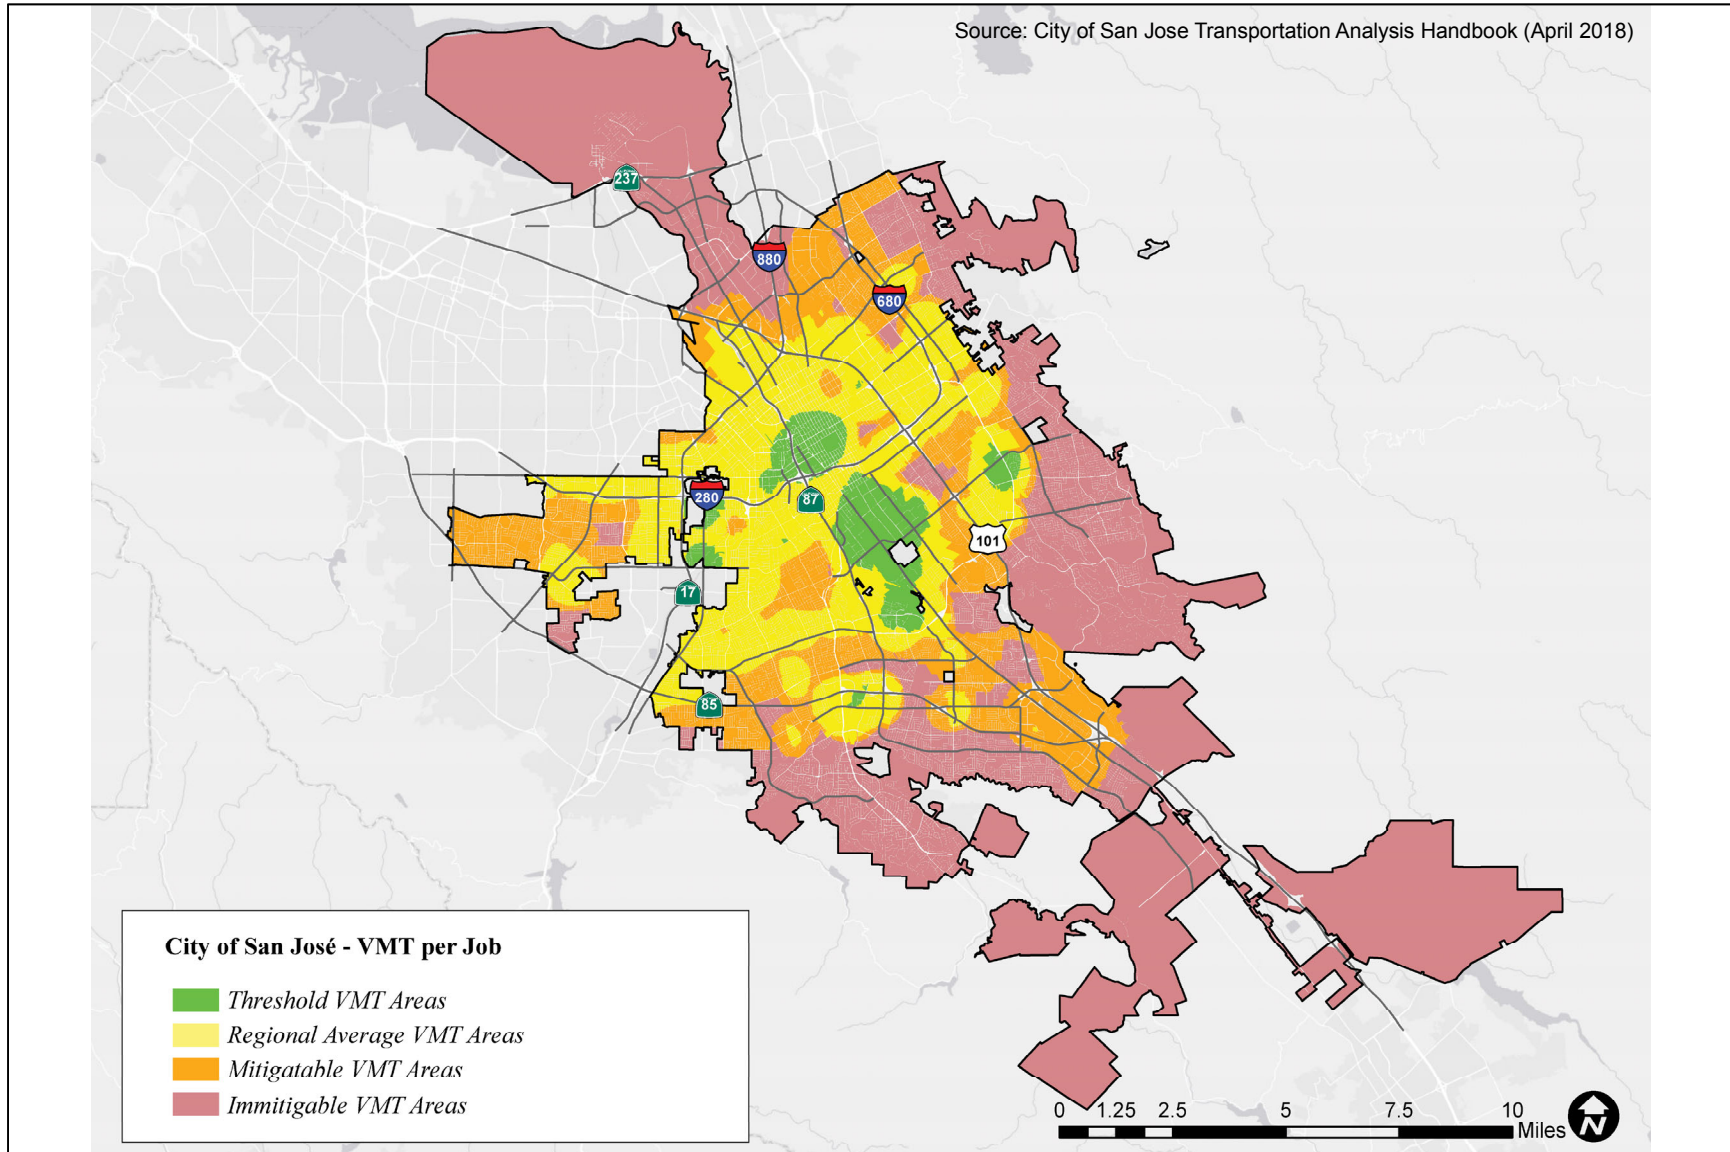 Source: City of San Jose Transportation Analysis Handbook (April 2018)
237
880
680
280
87
101
17
85
City of San José - VMT per Job
Threshold VMT Areas
Regional Average VMT Areas
Mitigatable VMT Areas
Immitigable VMT Areas
0 1.25 2.5 5 7.5 10
Miles
N